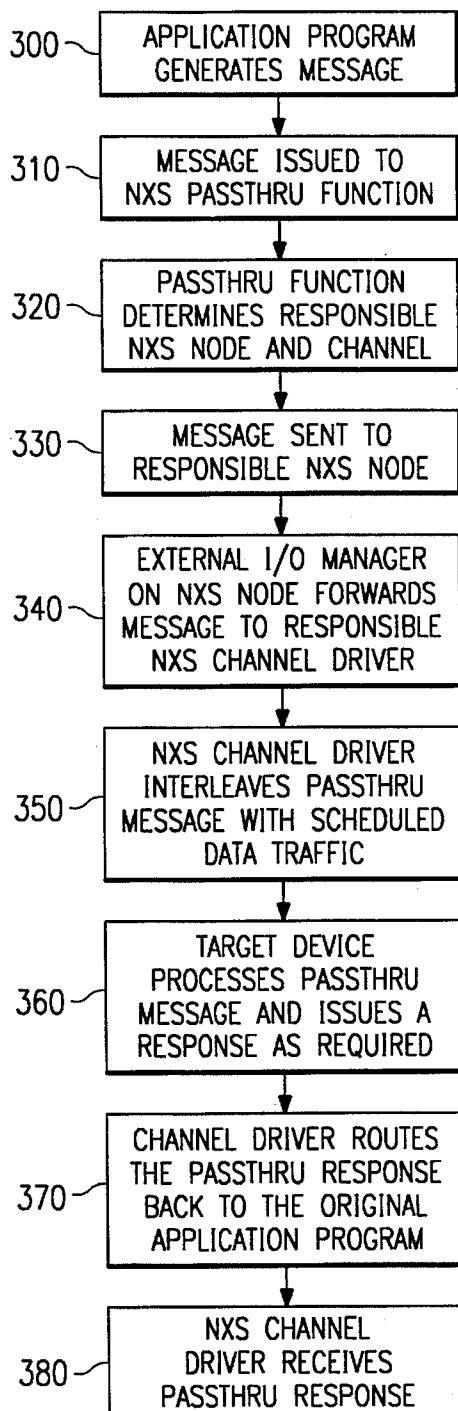 300
APPLICATION PROGRAM
GENERATES MESSAGE
310
MESSAGE ISSUED TO
NXS PASSTHRU FUNCTION
320
PASSTHRU FUNCTION
DETERMINES RESPONSIBLE
NXS NODE AND CHANNEL
330
MESSAGE SENT TO
RESPONSIBLE NXS NODE
340
EXTERNAL I/O MANAGER
ON NXS NODE FORWARDS
MESSAGE TO RESPONSIBLE
NXS CHANNEL DRIVER
350
NXS CHANNEL DRIVER
INTERLEAVES PASSTHRU
MESSAGE WITH SCHEDULED
DATA TRAFFIC
360
TARGET DEVICE
PROCESSES PASSTHRU
MESSAGE AND ISSUES A
RESPONSE AS REQUIRED
370
CHANNEL DRIVER ROUTES
THE PASSTHRU RESPONSE
BACK TO THE ORIGINAL
APPLICATION PROGRAM
380
NXS CHANNEL
DRIVER RECEIVES
PASSTHRU RESPONSE